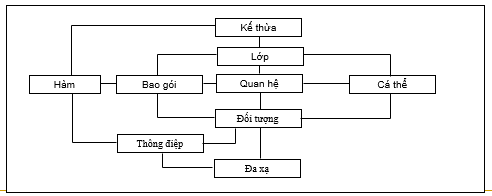 Kế thừa
Lớp
Hàm
Bao gói
Quan hệ
Cá thể
Đối tượng
Thông điệp
Đa xạ